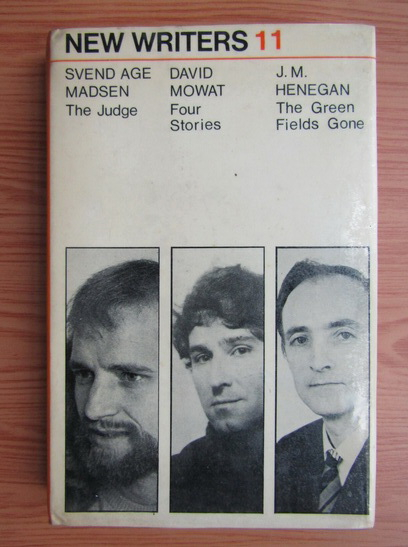 NEW WRITERS 11
SVEND AGE
MADSEN
The Judge
DAVID
MOWAT
Four
Stories
J. M.
HENEGAN
The Green
Fields Gone